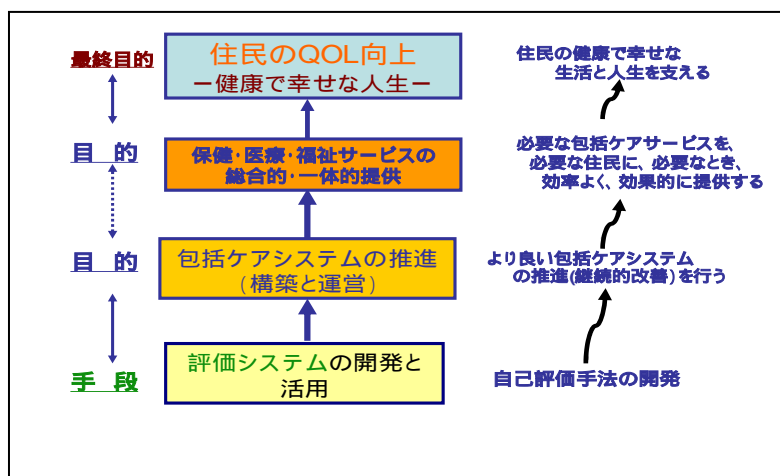 最終目的
住民のQOL向上
－健康で幸せな人生－
住民の健康で幸せな
生活と人生を支える
目　的
保健･医療･福祉サービスの
総合的･一体的提供
必要な包括ケアサービスを、
必要な住民に、必要なとき、
効率よく、効果的に提供する
目　的
包括ケアシステムの推進
(構築と運営)
より良い包括ケアシステム
の推進(継続的改善)を行う
手　段
評価システムの開発と
活用
自己評価手法の開発